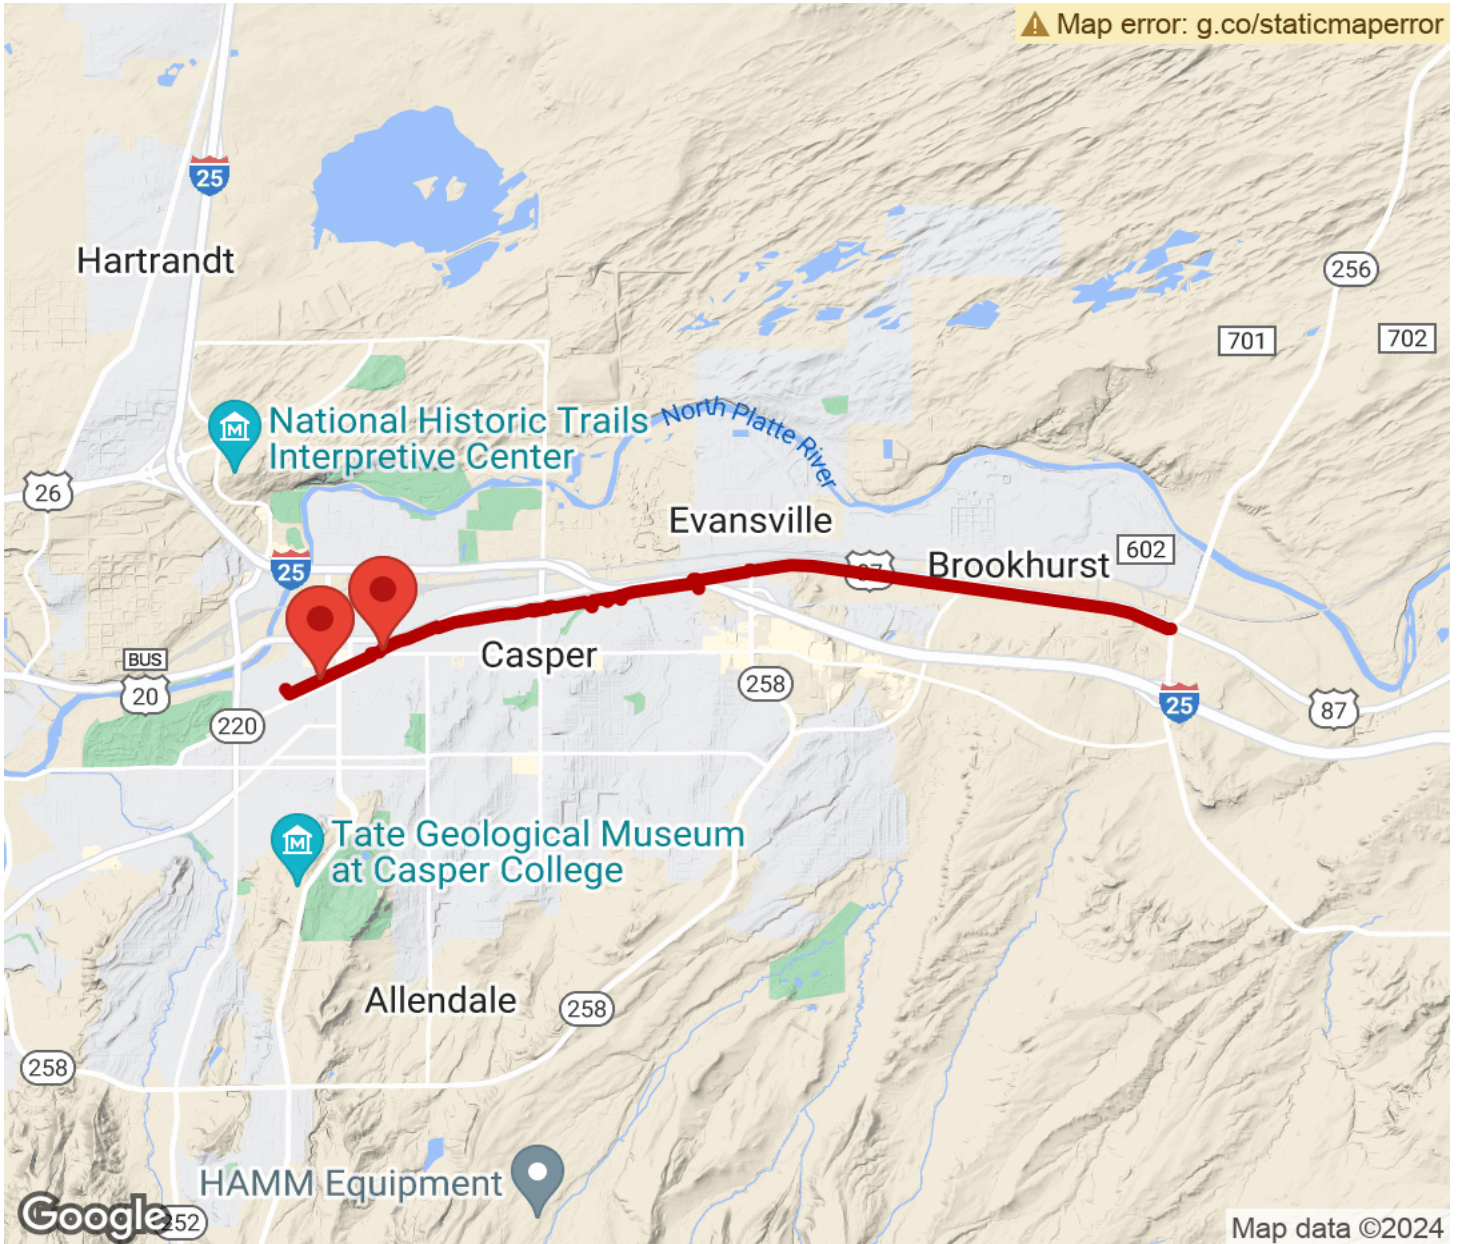 Map error: g.co/staticmaperror
25
Hartrandt
256
701
702
National Historic Trails
Interpretive Center
North Platte River
26
Evansville
602
25
Brookhurst
BUS
20
Casper
258
220
25
87
Tate Geological Museum
at Casper College
Allendale
258
258
HAMM Equipment
Google
252
Map data ©2024